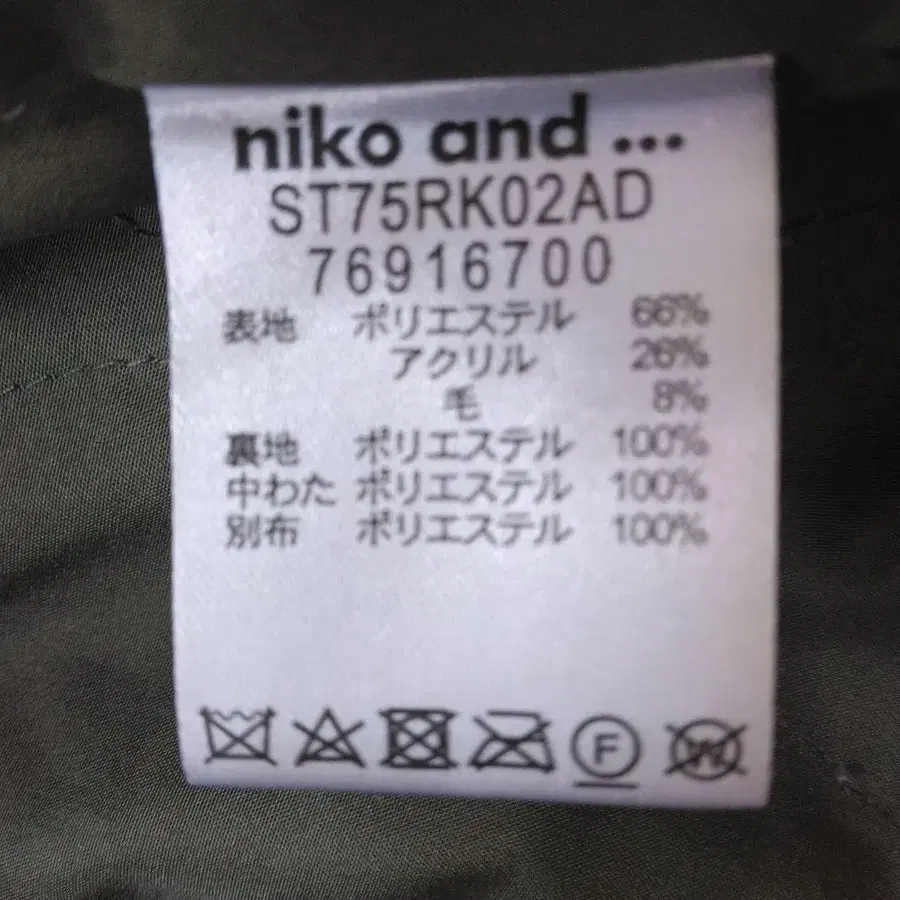 niko and ...
ST75RK02AD
76916700
表地 ポリエステル 66%
アクリル 26%
毛 8%
裏地 ポリエステル 100%
中わた ポリエステル 100%
別布 ポリエステル 100%
F W